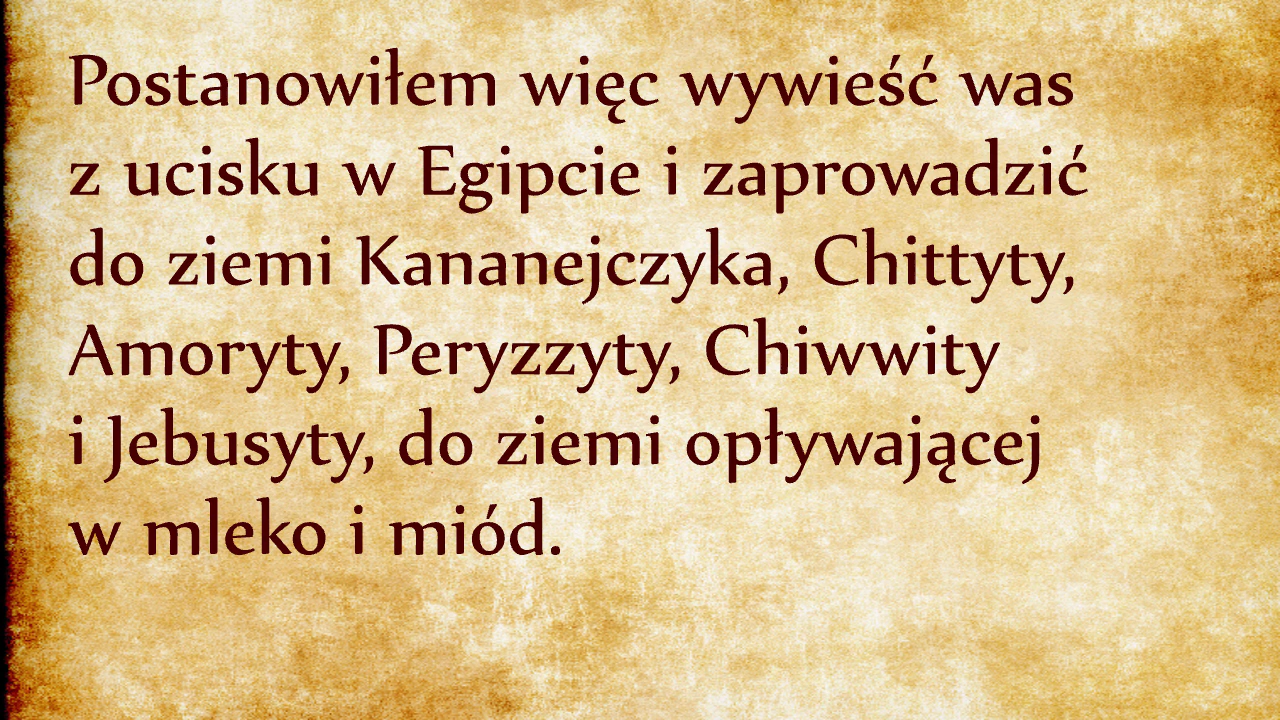 Postanowiłem więc wywieść was
z ucisku w Egipcie i zaprowadzić
do ziemi Kananejczyka, Chittyty,
Amoryty, Peryzzyty, Chiwwity
i Jebusyty, do ziemi opływającej
w mleko i miód.